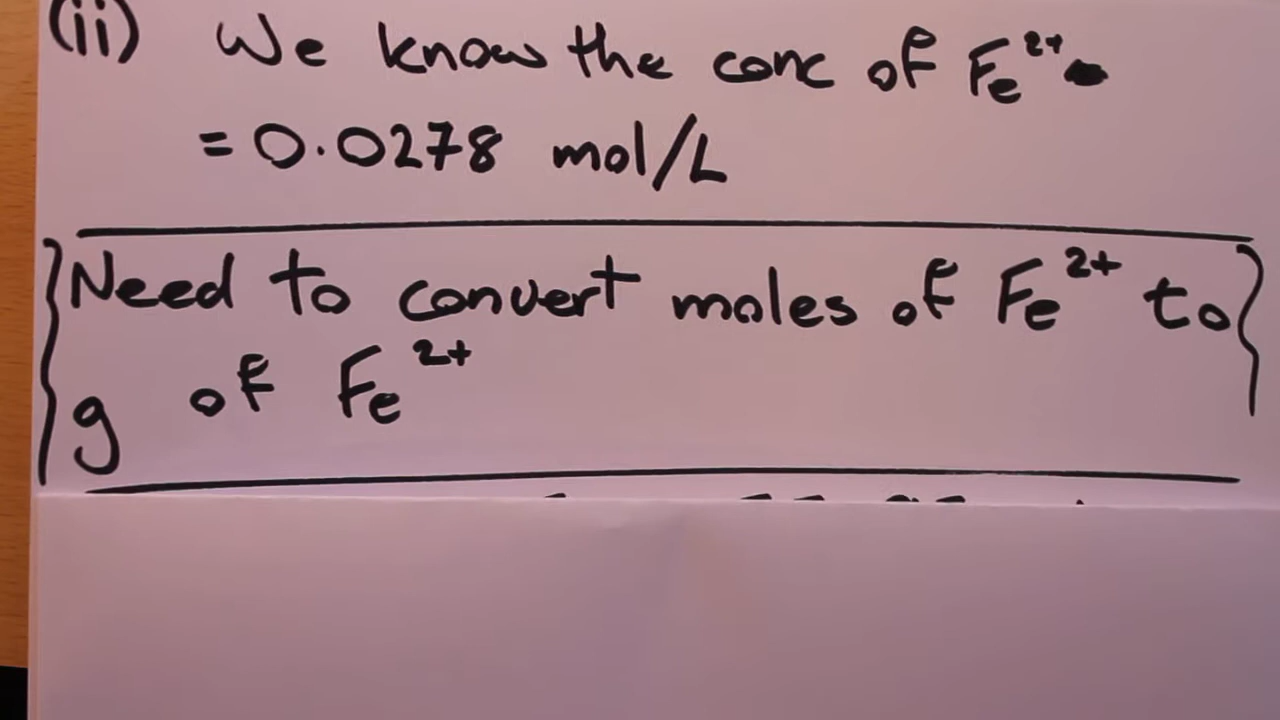 (ii) We know the conc of Fe²⁺
= 0.0278 mol/L
Need to convert moles of Fe²⁺ to
g of Fe²⁺